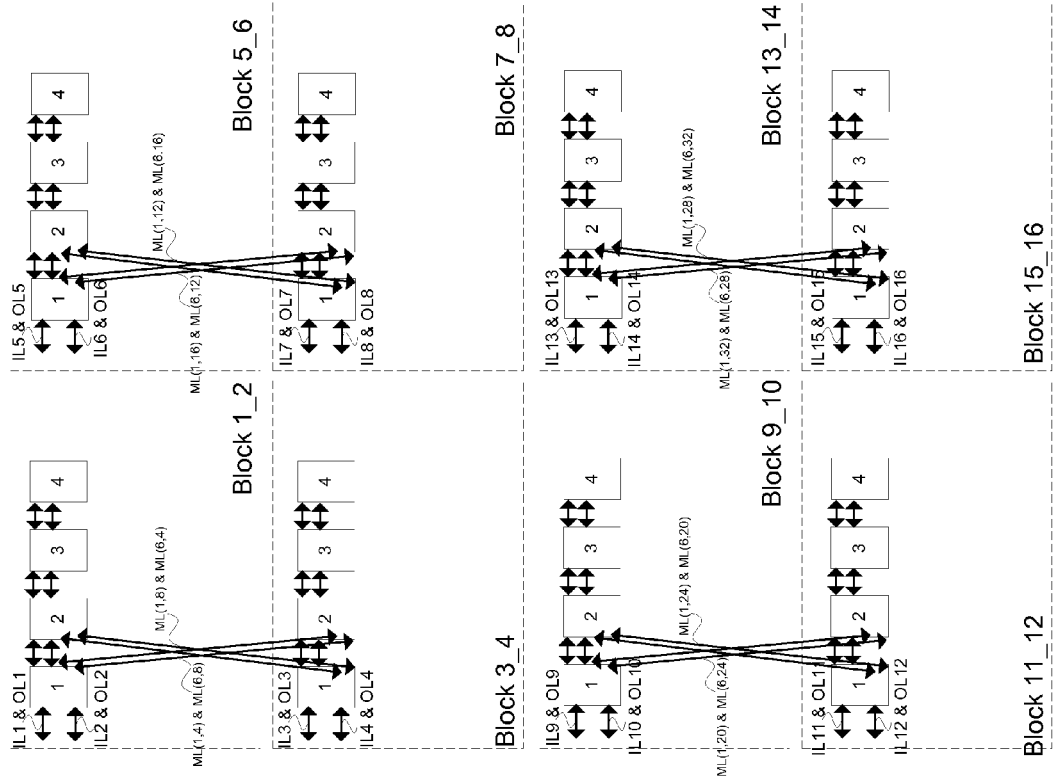 IL1 & OL1
IL2 & OL2
1
2
3
4
Block 1_2
ML(1,4) & ML(6,8)
ML(1,8) & ML(6,4)
IL3 & OL3
IL4 & OL4
1
2
3
4
Block 3_4
IL5 & OL5
IL6 & OL6
1
2
3
4
Block 5_6
ML(1,16) & ML(6,12)
ML(1,12) & ML(6.16)
IL7 & OL7
IL8 & OL8
1
2
3
4
Block 7_8
IL9 & OL9
IL10 & OL10
1
2
3
4
Block 9_10
ML(1,20) & ML(6,24)
ML(1,24) & ML(6,20)
IL11 & OL11
IL12 & OL12
1
2
3
4
Block 11_12
IL13 & OL13
IL14 & OL14
1
2
3
4
Block 13_14
ML(1,32) & ML(6,28)
ML(1,28) & ML(6,32)
IL15 & OL15
IL16 & OL16
1
2
3
4
Block 15_16